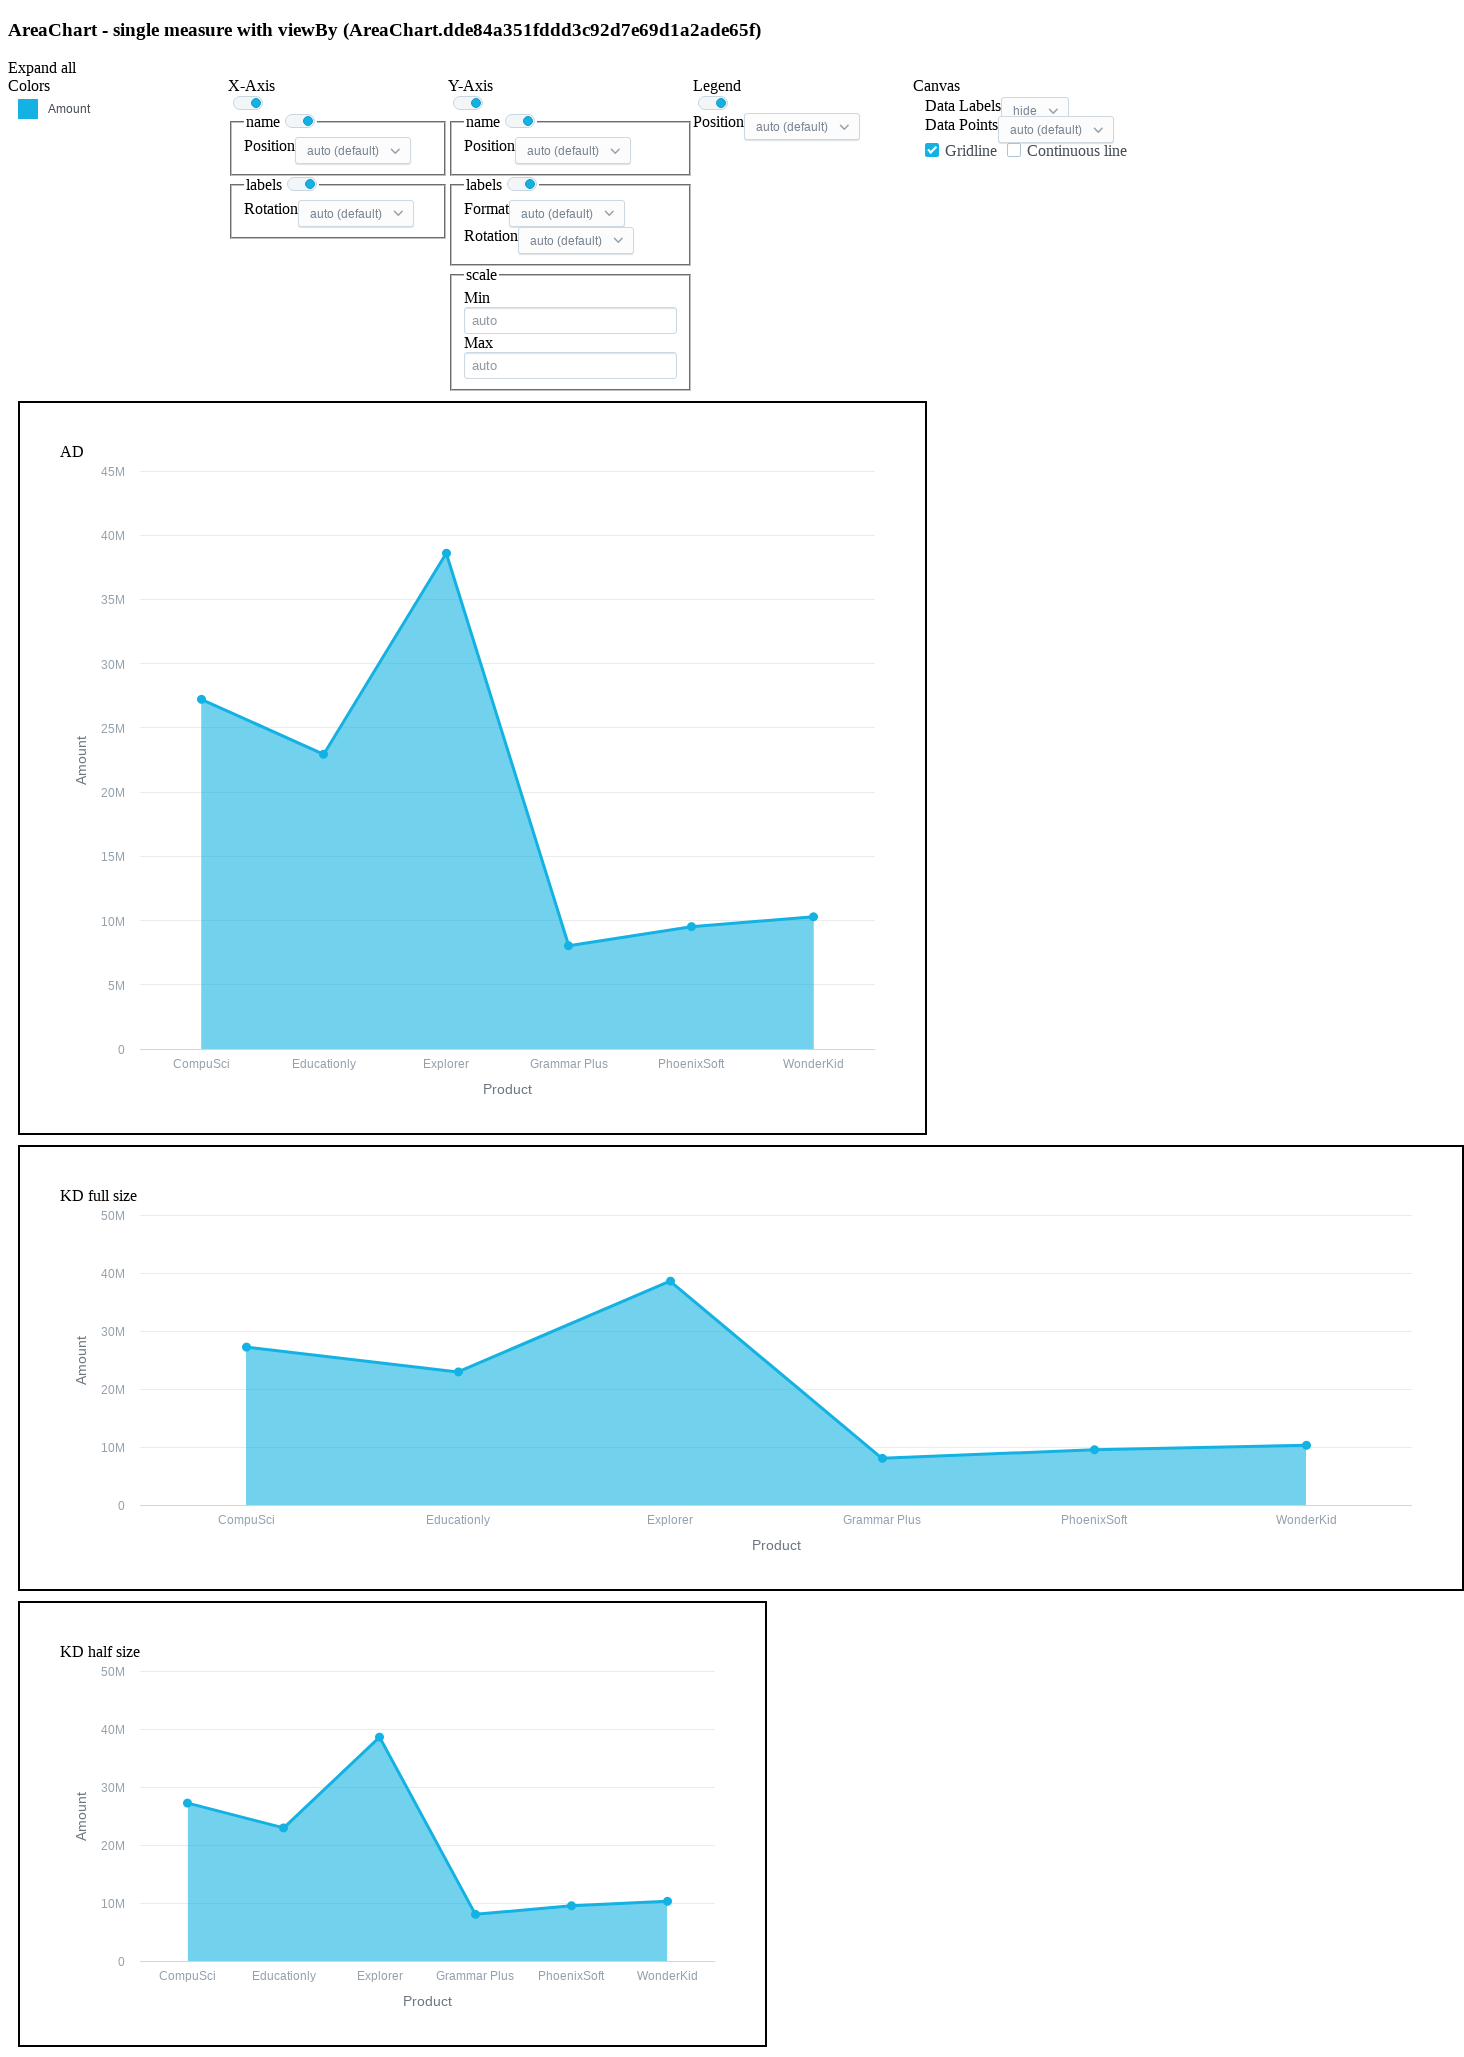 AreaChart - single measure with viewBy (AreaChart.dde84a351fddd3c92d7e69d1a2ade65f)
Expand all
Colors
Amount
X-Axis
name
Position auto (default)
labels
Rotation auto (default)
Y-Axis
name
Position auto (default)
labels
Format auto (default)
Rotation auto (default)
scale
Min
auto
Max
auto
Legend
Position auto (default)
Canvas
Data Labels hide
Data Points auto (default)
Gridline Continuous line
AD
45M
40M
35M
30M
25M
20M
15M
10M
5M
0
Amount
CompuSci Educationly Explorer Grammar Plus PhoenixSoft WonderKid
Product
KD full size
50M
40M
30M
20M
10M
0
Amount
CompuSci Educationly Explorer Grammar Plus PhoenixSoft WonderKid
Product
KD half size
50M
40M
30M
20M
10M
0
Amount
CompuSci Educationly Explorer Grammar Plus PhoenixSoft WonderKid
Product